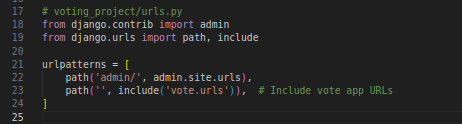 17 # voting_project/urls.py
18 from django.contrib import admin
19 from django.urls import path, include
20
21 urlpatterns = [
22     path('admin/', admin.site.urls),
23     path('', include('vote.urls')),  # Include vote app URLs
24 ]
25